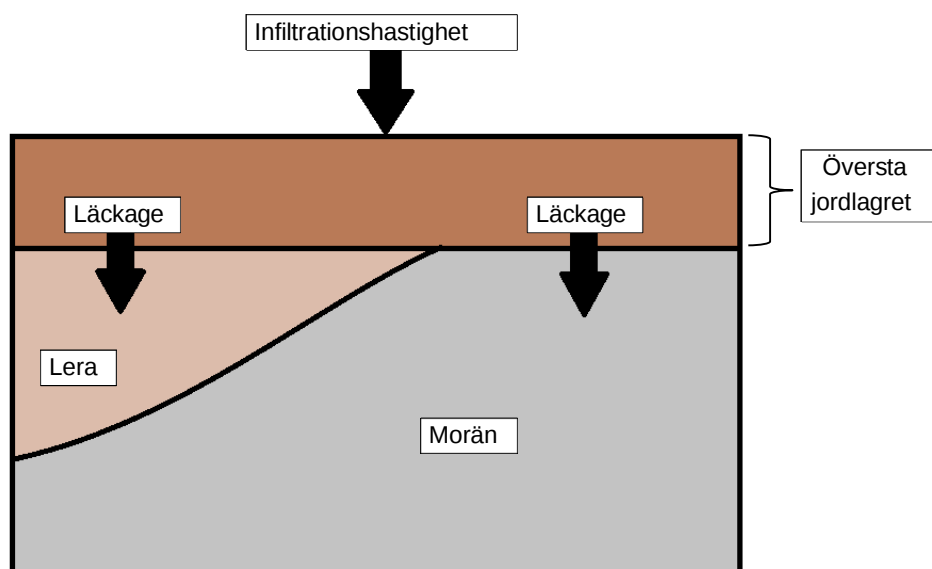 Infiltrationshastighet
Översta
jordlagret
Läckage
Läckage
Lera
Morän